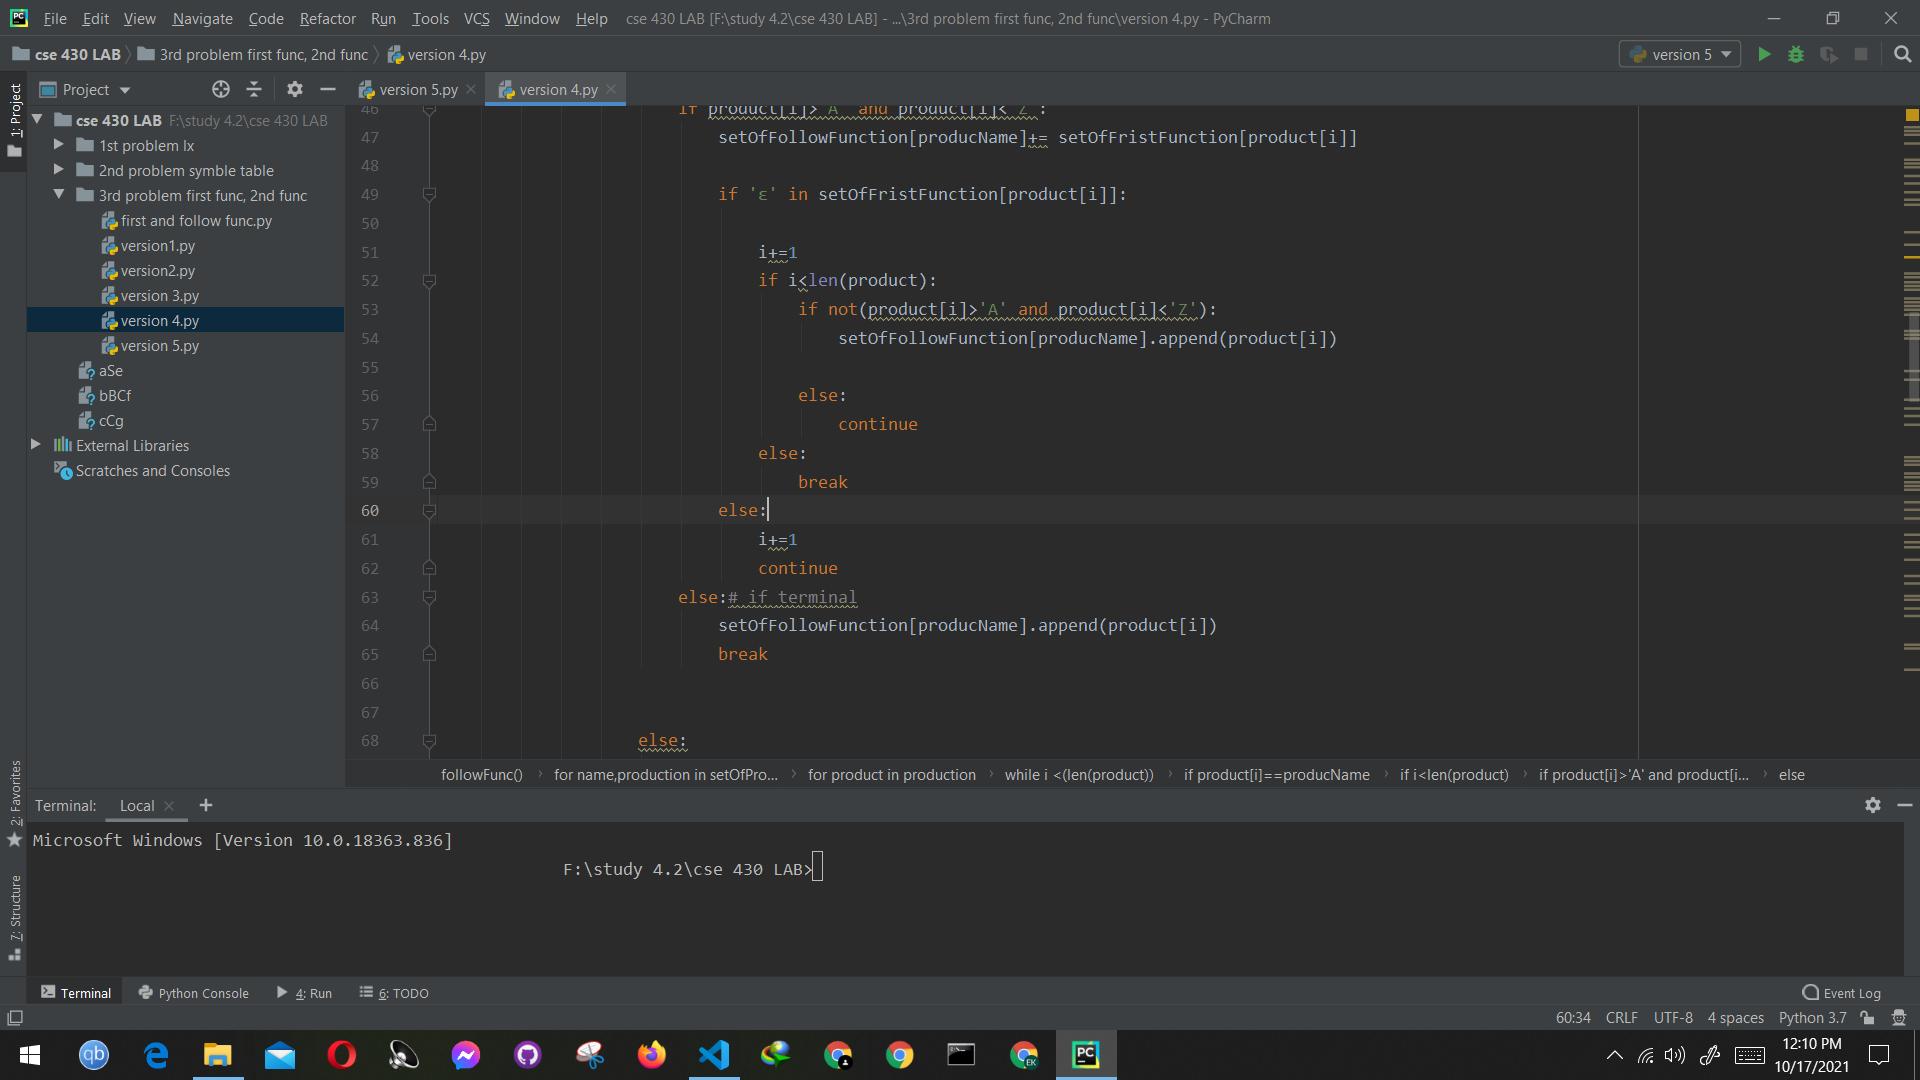 File Edit View Navigate Code Refactor Run Tools VCS Window Help cse 430 LAB [F:\study 4.2\cse 430 LAB] - ...\3rd problem first func, 2nd func\version 4.py - PyCharm
cse 430 LAB 3rd problem first func, 2nd func version 4.py version 5
1: Project
Project
version 5.py version 4.py
cse 430 LAB F:\study 4.2\cse 430 LAB
1st problem lx
2nd problem symble table
3rd problem first func, 2nd func
first and follow func.py
version1.py
version2.py
version 3.py
version 4.py
version 5.py
aSe
bBCf
cCg
External Libraries
Scratches and Consoles
46 if product[i]>'A' and product[i]<'Z':
47 setOfFollowFunction[producName]+= setOfFristFunction[product[i]]
48
49 if 'ε' in setOfFristFunction[product[i]]:
50
51 i+=1
52 if i<len(product):
53 if not(product[i]>'A' and product[i]<'Z'):
54 setOfFollowFunction[producName].append(product[i])
55
56 else:
57 continue
58 else:
59 break
60 else:
61 i+=1
62 continue
63 else:# if terminal
64 setOfFollowFunction[producName].append(product[i])
65 break
66
67
68 else:
followFunc() for name,production in setOfPro... for product in production while i <(len(product)) if product[i]==producName if i<len(product) if product[i]>'A' and product[i... else
2: Favorites
7: Structure
Terminal: Local +
Microsoft Windows [Version 10.0.18363.836]
F:\study 4.2\cse 430 LAB>
Terminal Python Console 4: Run 6: TODO Event Log
60:34 CRLF UTF-8 4 spaces Python 3.7
qb EK PC
12:10 PM
10/17/2021